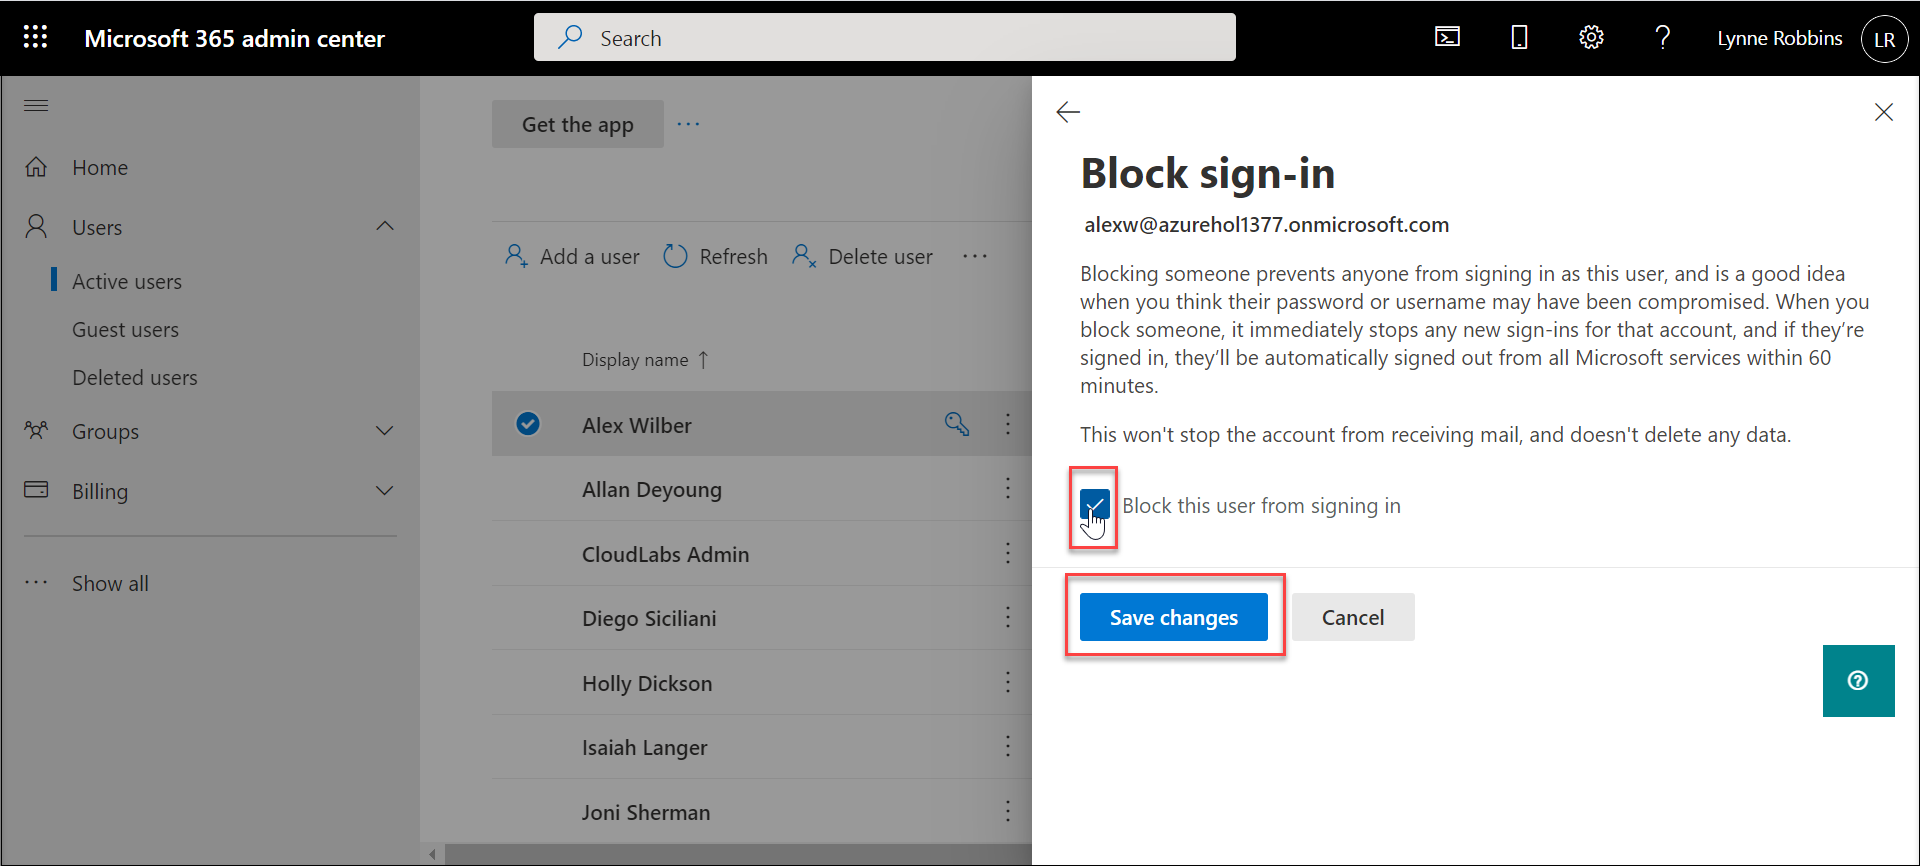 Microsoft 365 admin center
Search
Lynne Robbins
LR
Home
Users
Active users
Guest users
Deleted users
Groups
Billing
Show all
Get the app
Add a user
Refresh
Delete user
Display name ↑
Alex Wilber
Allan Deyoung
CloudLabs Admin
Diego Siciliani
Holly Dickson
Isaiah Langer
Joni Sherman
Block sign-in
alexw@azurehol1377.onmicrosoft.com
Blocking someone prevents anyone from signing in as this user, and is a good idea
when you think their password or username may have been compromised. When you
block someone, it immediately stops any new sign-ins for that account, and if they’re
signed in, they’ll be automatically signed out from all Microsoft services within 60
minutes.
This won't stop the account from receiving mail, and doesn't delete any data.
Block this user from signing in
Save changes
Cancel